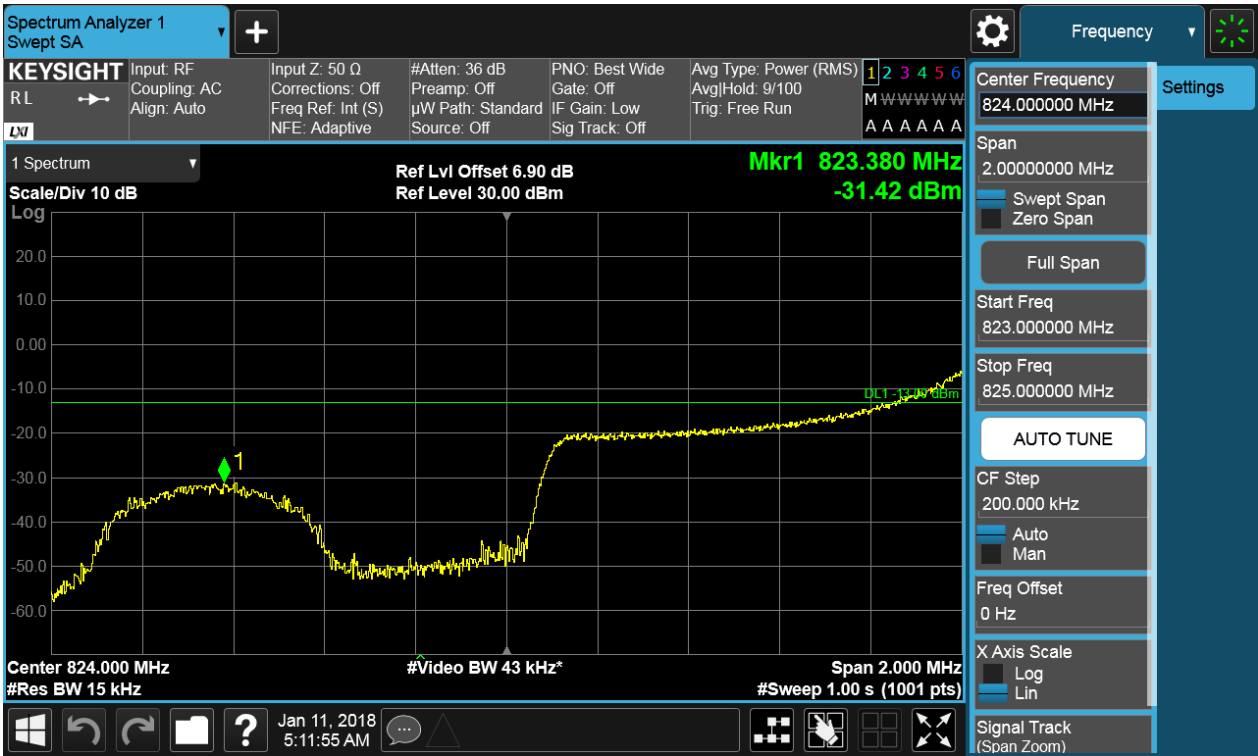 Spectrum Analyzer 1
Swept SA
+
Frequency
KEYSIGHT
R L
LXI
Input: RF
Coupling: AC
Align: Auto
Input Z: 50 Ω
Corrections: Off
Freq Ref: Int (S)
NFE: Adaptive
#Atten: 36 dB
Preamp: Off
µW Path: Standard
Source: Off
PNO: Best Wide
Gate: Off
IF Gain: Low
Sig Track: Off
Avg Type: Power (RMS)
Avg|Hold: 9/100
Trig: Free Run
1 2 3 4 5 6
M W W W W W
A A A A A A
1 Spectrum
Scale/Div 10 dB
Log
Ref Lvl Offset 6.90 dB
Ref Level 30.00 dBm
Mkr1 823.380 MHz
-31.42 dBm
20.0
10.0
0.00
-10.0
-20.0
-30.0
-40.0
-50.0
-60.0
DL1 -13.00 dBm
1
Center 824.000 MHz
#Res BW 15 kHz
#Video BW 43 kHz*
Span 2.000 MHz
#Sweep 1.00 s (1001 pts)
Center Frequency
824.000000 MHz
Span
2.00000000 MHz
Swept Span
Zero Span
Full Span
Start Freq
823.000000 MHz
Stop Freq
825.000000 MHz
AUTO TUNE
CF Step
200.000 kHz
Auto
Man
Freq Offset
0 Hz
X Axis Scale
Log
Lin
Signal Track
(Span Zoom)
Settings
?
Jan 11, 2018
5:11:55 AM